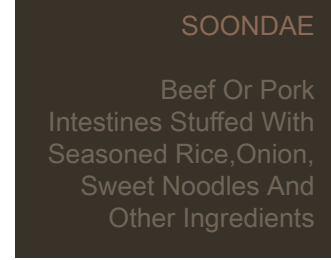 SOONDAE
Beef Or Pork
Intestines Stuffed With
Seasoned Rice,Onion,
Sweet Noodles And
Other Ingredients